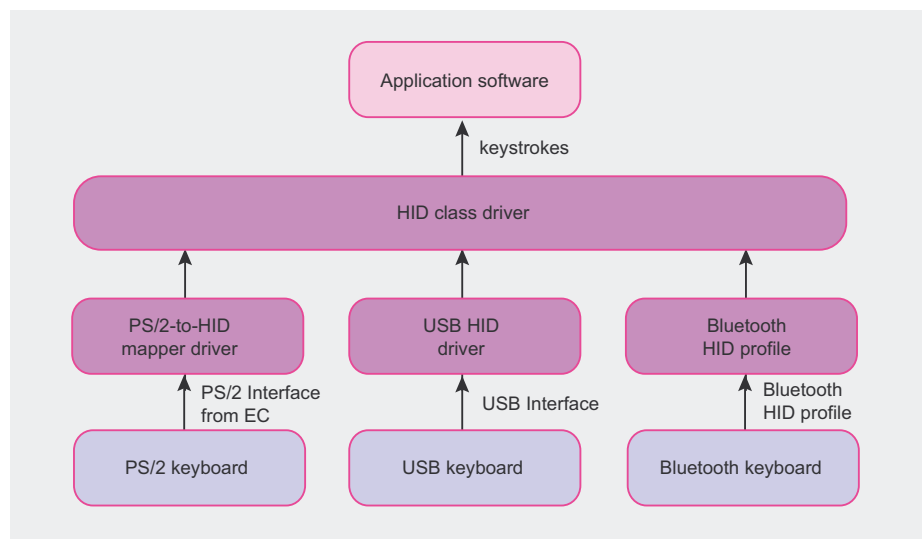 Application software
keystrokes
HID class driver
PS/2-to-HID
mapper driver
USB HID
driver
Bluetooth
HID profile
PS/2 Interface
from EC
USB Interface
Bluetooth
HID profile
PS/2 keyboard
USB keyboard
Bluetooth keyboard